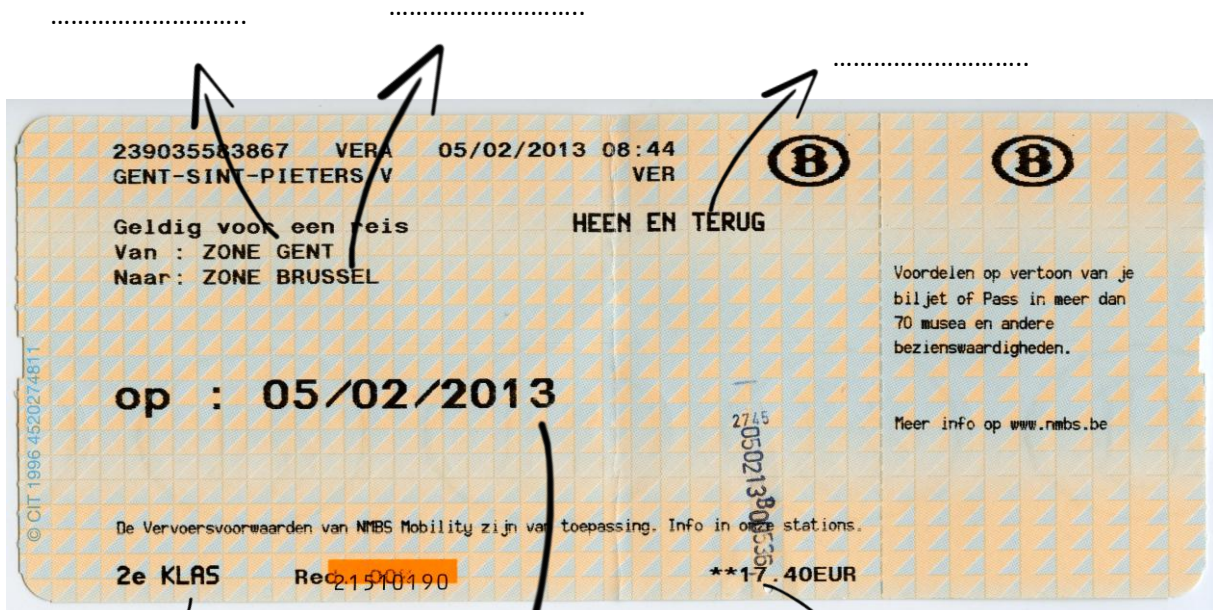 239035583867 VERA 05/02/2013 08:44
GENT-SINT-PIETERS V VER
B
B
Geldig voor een reis
HEEN EN TERUG
Van : ZONE GENT
Naar: ZONE BRUSSEL
Voordelen op vertoon van je
biljet of Pass in meer dan
70 musea en andere
bezienswaardigheden.
op : 05/02/2013
Meer info op www.nmbs.be
2745
De Vervoersvoorwaarden van NMBS Mobility zijn van toepassing. Info in onze stations.
2e KLAS
21510190
**17.40EUR
© CIT 1996 4520274811